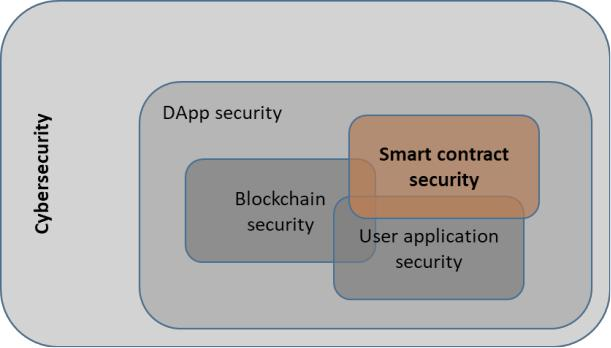 Cybersecurity
DApp security
Smart contract
security
Blockchain
security
User application
security